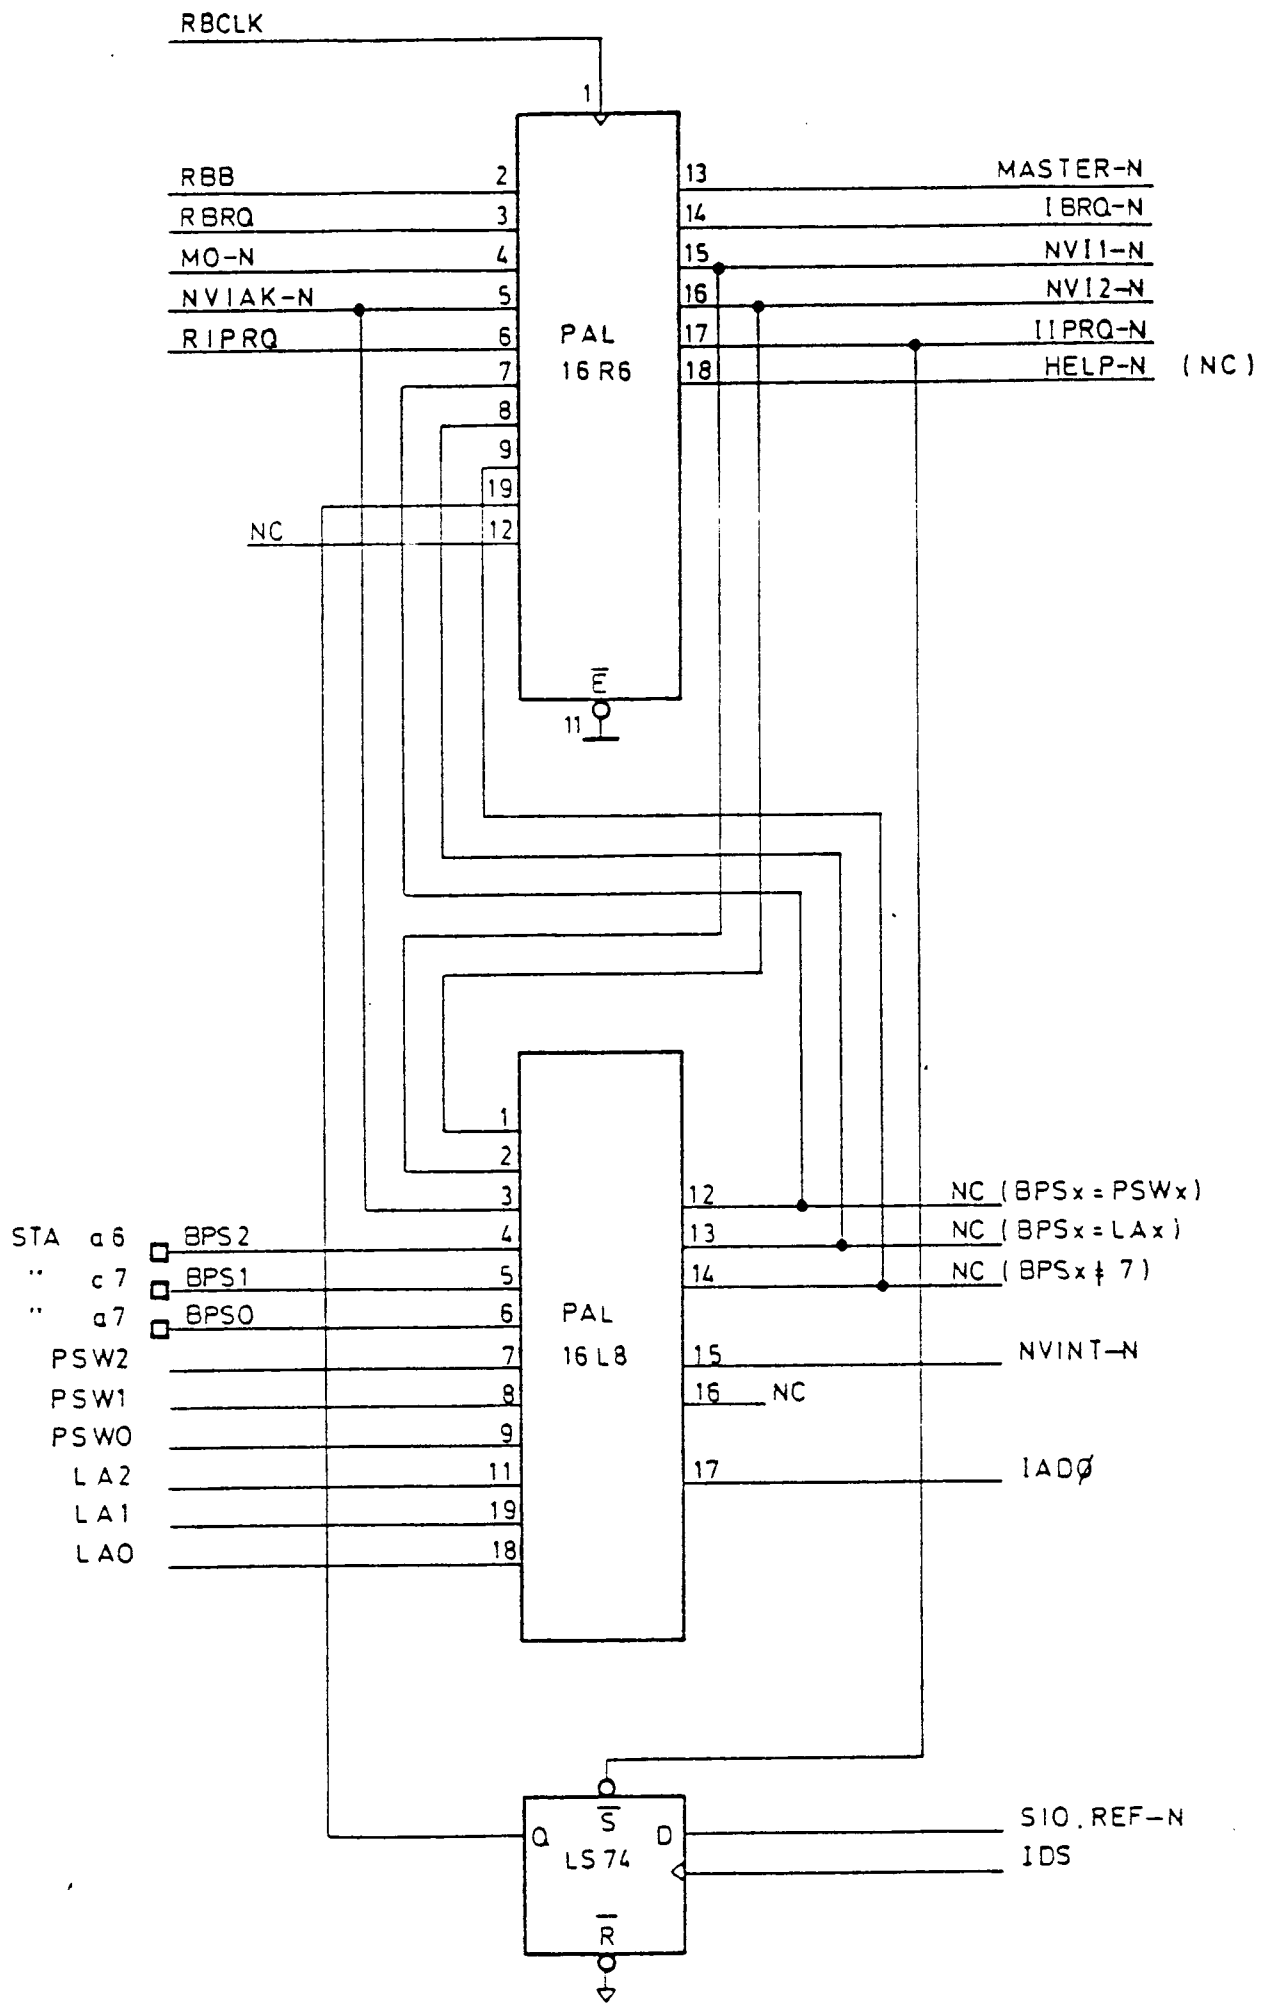 RBCLK
1
RBB 2 13 MASTER-N
RBRQ 3 14 IBRQ-N
MO-N 4 15 NVI1-N
NVIAK-N 5 16 NVI2-N
RIPRQ 6 PAL 17 IIPRQ-N
7 16R6 18 HELP-N (NC)
8
9
19
NC 12
E
11
1
2
3 12 NC (BPSx=PSWx)
STA a6 BPS2 4 13 NC (BPSx=LAx)
" c7 BPS1 5 14 NC (BPSx‡7)
" a7 BPS0 6 PAL
PSW2 7 16L8 15 NVINT-N
PSW1 8 16 NC
PSW0 9
LA2 11 17 IADØ
LA1 19
LA0 18
S
Q D SIO.REF-N
LS74 IDS
R